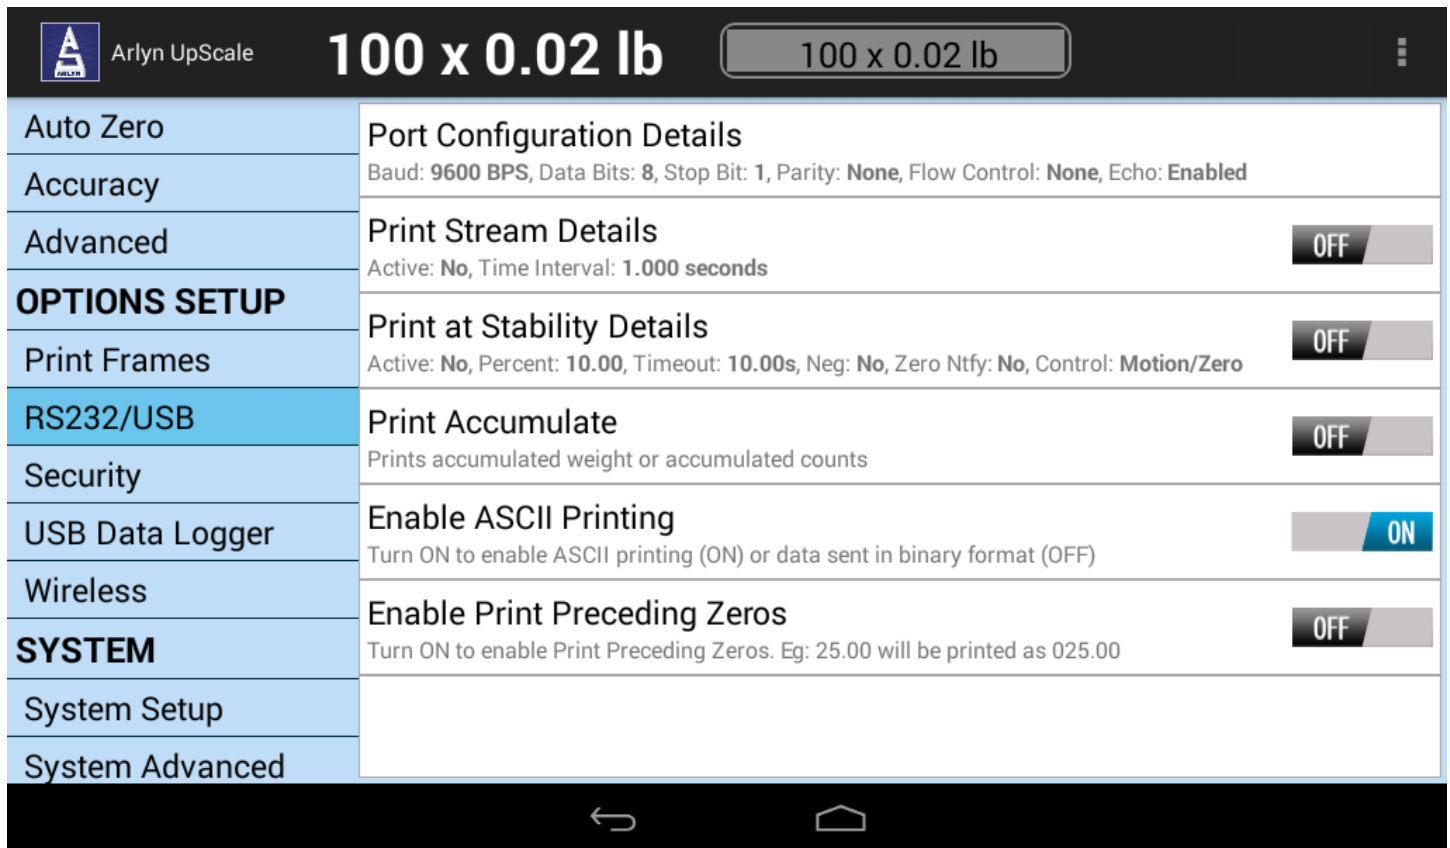 ARLYN
Arlyn UpScale
100 x 0.02 lb
100 x 0.02 lb
Auto Zero
Accuracy
Advanced
OPTIONS SETUP
Print Frames
RS232/USB
Security
USB Data Logger
Wireless
SYSTEM
System Setup
System Advanced
Port Configuration Details
Baud: 9600 BPS, Data Bits: 8, Stop Bit: 1, Parity: None, Flow Control: None, Echo: Enabled
Print Stream Details
Active: No, Time Interval: 1.000 seconds
OFF
Print at Stability Details
Active: No, Percent: 10.00, Timeout: 10.00s, Neg: No, Zero Ntfy: No, Control: Motion/Zero
OFF
Print Accumulate
Prints accumulated weight or accumulated counts
OFF
Enable ASCII Printing
Turn ON to enable ASCII printing (ON) or data sent in binary format (OFF)
ON
Enable Print Preceding Zeros
Turn ON to enable Print Preceding Zeros. Eg: 25.00 will be printed as 025.00
OFF